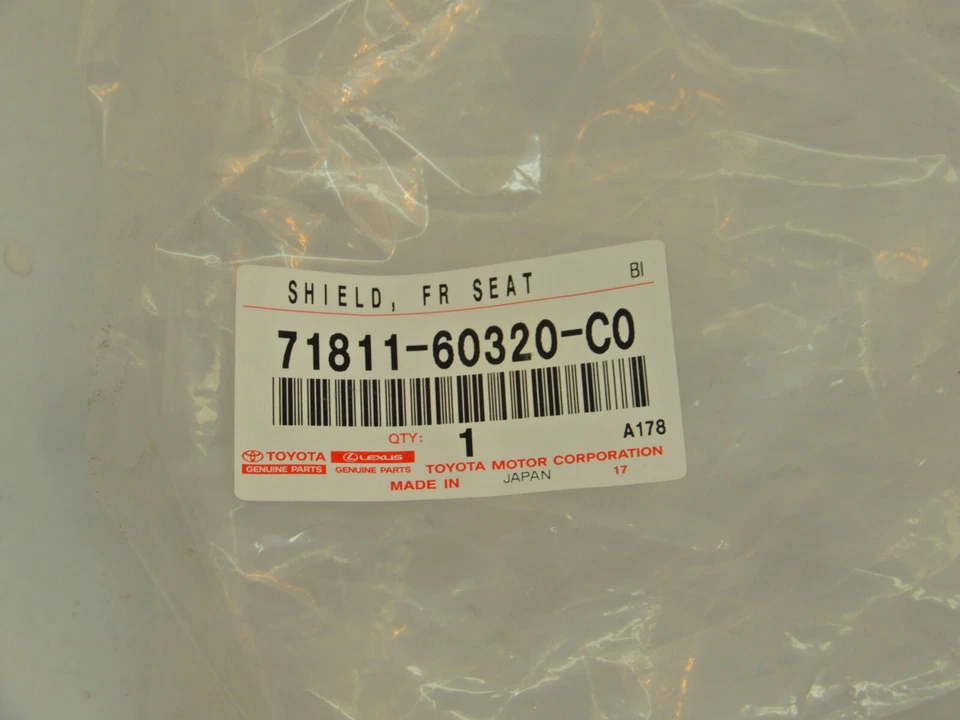 SHIELD, FR SEAT BI
71811-60320-C0
QTY: 1 A178
TOYOTA LEXUS TOYOTA MOTOR CORPORATION
GENUINE PARTS GENUINE PARTS 17
MADE IN JAPAN